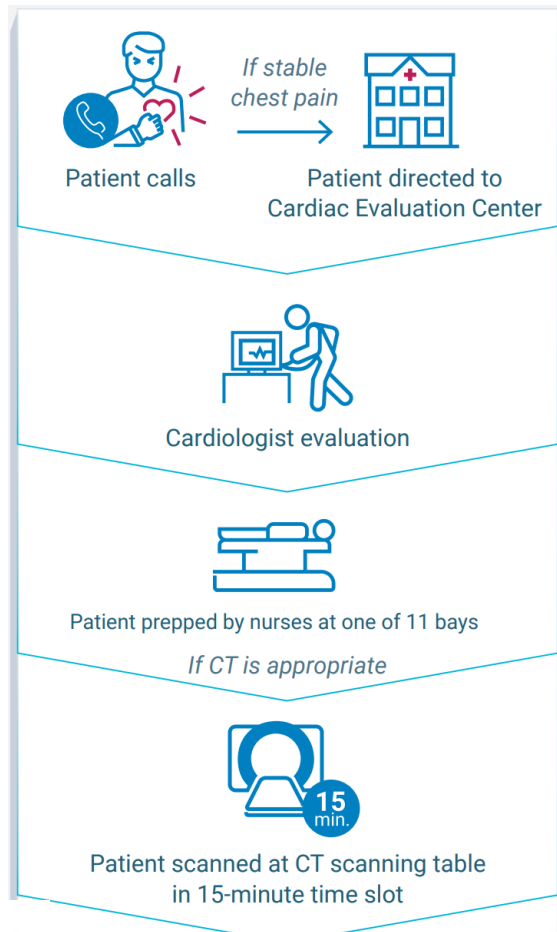 If stable
chest pain
Patient calls
Patient directed to
Cardiac Evaluation Center
Cardiologist evaluation
Patient prepped by nurses at one of 11 bays
If CT is appropriate
15
min.
Patient scanned at CT scanning table
in 15-minute time slot